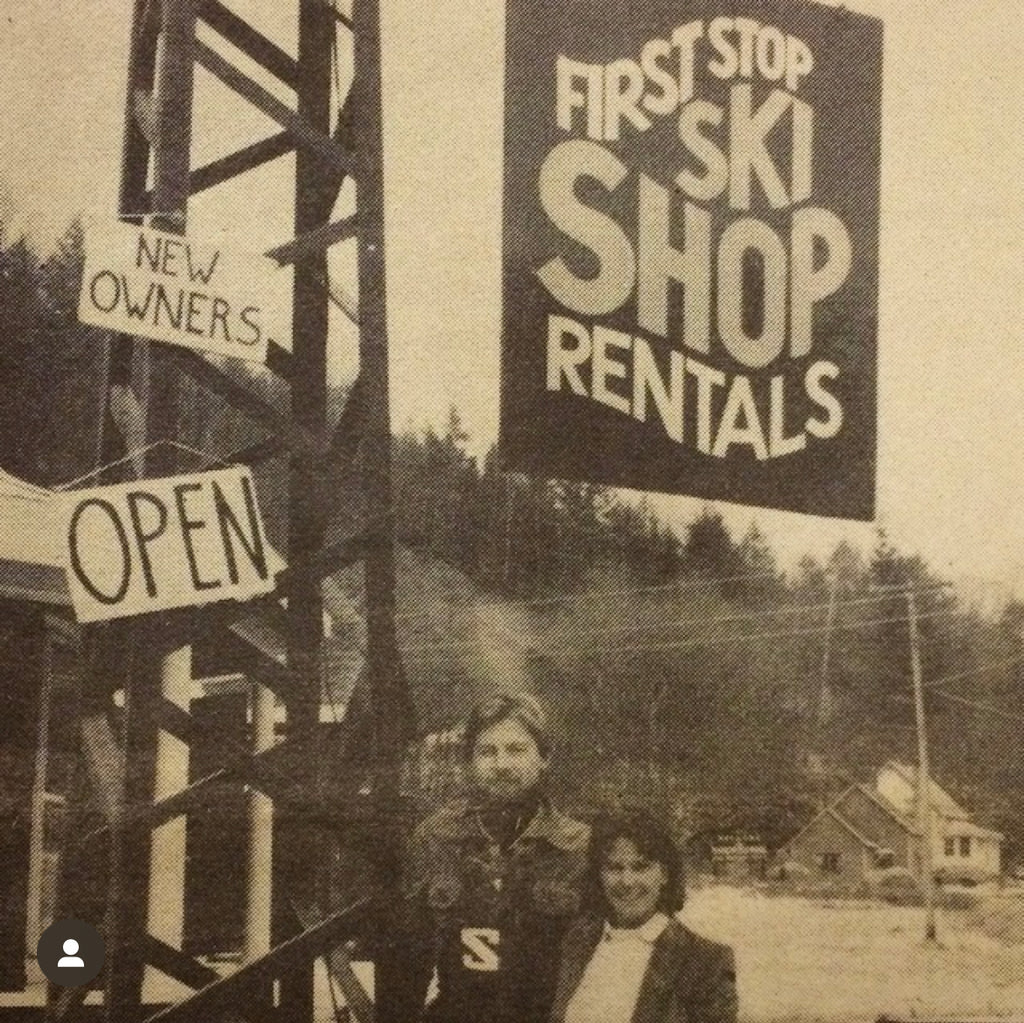 FIRST STOP
SKI
SHOP
RENTALS
NEW
OWNERS
OPEN
S